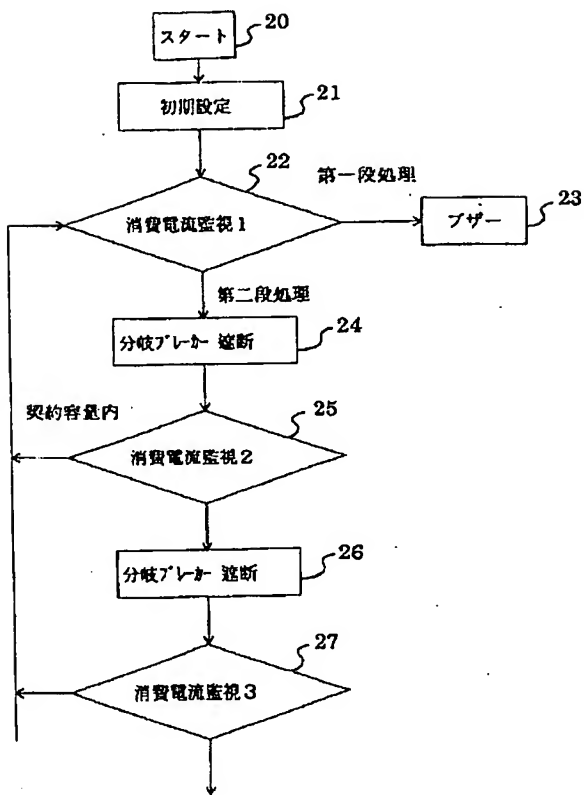 スタート
20
初期設定
21
22
第一段処理
消費電流監視1
ブザー
23
第二段処理
分岐ブレーカー 遮断
24
契約容量内
25
消費電流監視2
分岐ブレーカー 遮断
26
27
消費電流監視3